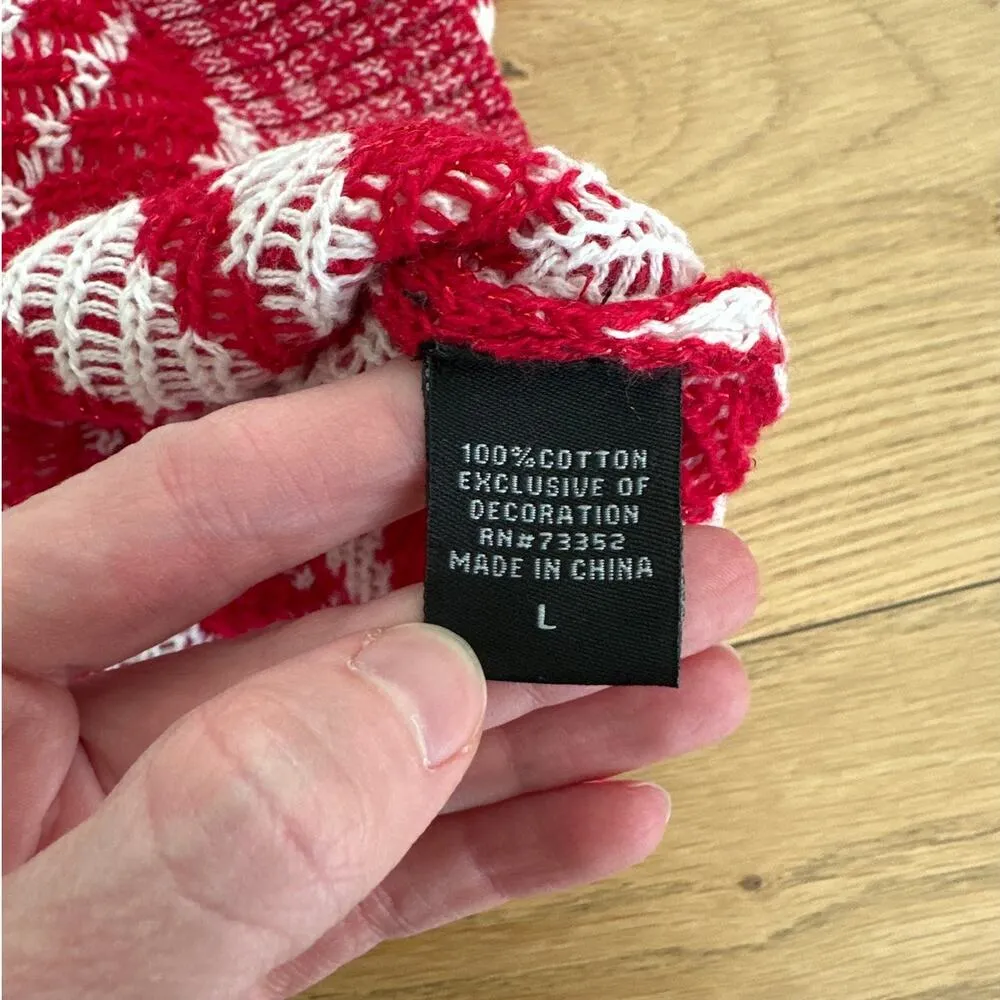 100%COTTON
EXCLUSIVE OF
DECORATION
RN#73352
MADE IN CHINA
L